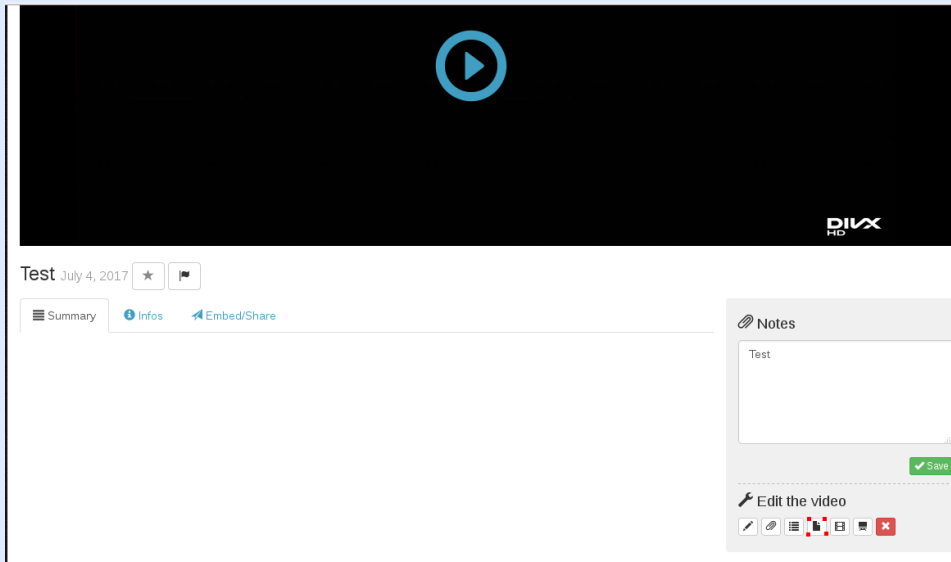 DIVX
HD
Test July 4, 2017
Summary Infos Embed/Share
Notes
Test
Save
Edit the video